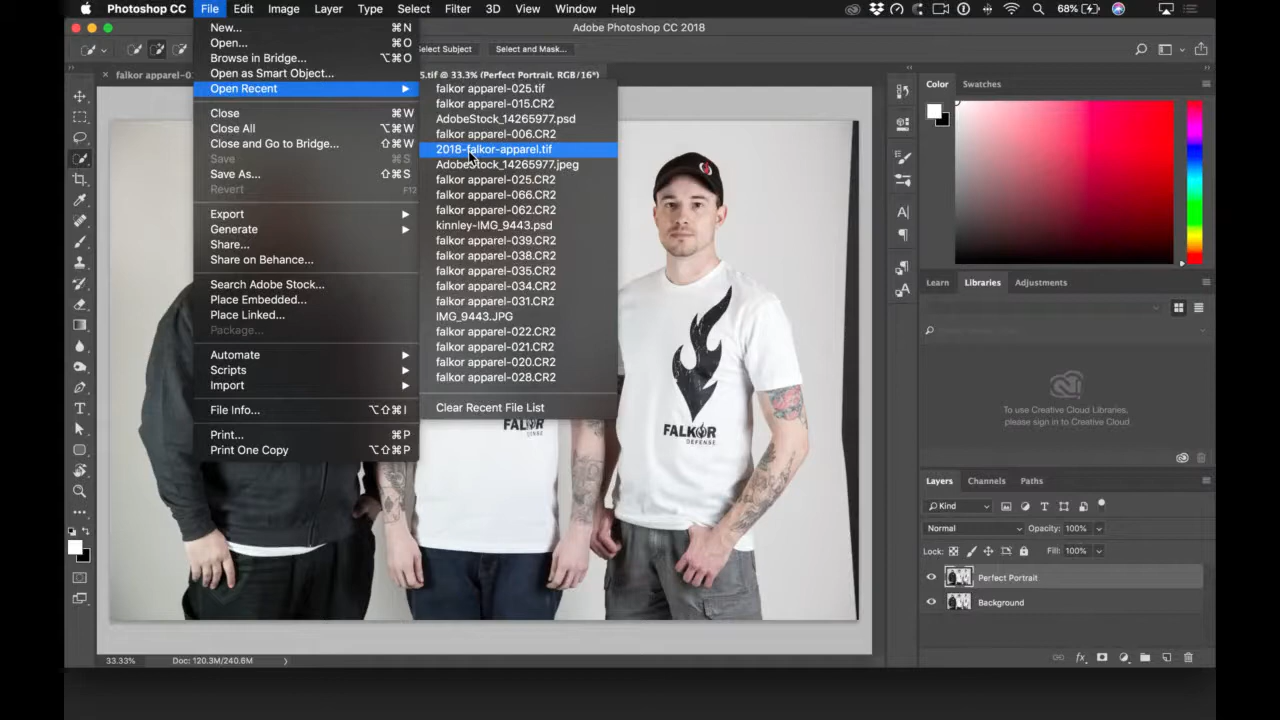 Photoshop CC File Edit Image Layer Type Select Filter 3D View Window Help 68%
Adobe Photoshop CC 2018
Select Subject Select and Mask...
falkor apparel-0
5.tif @ 33.3% (Perfect Portrait, RGB/16*)
New... ⌘N
Open... ⌘O
Browse in Bridge... ⌥⌘O
Open as Smart Object...
Open Recent
Close ⌘W
Close All ⌥⌘W
Close and Go to Bridge... ⇧⌘W
Save ⌘S
Save As... ⇧⌘S
Revert F12
Export
Generate
Share...
Share on Behance...
Search Adobe Stock...
Place Embedded...
Place Linked...
Package...
Automate
Scripts
Import
File Info... ⌥⇧⌘I
Print... ⌘P
Print One Copy ⌥⇧⌘P
falkor apparel-025.tif
falkor apparel-015.CR2
AdobeStock_14265977.psd
falkor apparel-006.CR2
2018-falkor-apparel.tif
AdobeStock_14265977.jpeg
falkor apparel-025.CR2
falkor apparel-066.CR2
falkor apparel-062.CR2
kinnley-IMG_9443.psd
falkor apparel-039.CR2
falkor apparel-038.CR2
falkor apparel-035.CR2
falkor apparel-034.CR2
falkor apparel-031.CR2
IMG_9443.JPG
falkor apparel-022.CR2
falkor apparel-021.CR2
falkor apparel-020.CR2
falkor apparel-028.CR2
Clear Recent File List
FALKOR
DEFENSE
FALKOR
DEFENSE
Color Swatches
Learn Libraries Adjustments
To use Creative Cloud Libraries,
please sign in to Creative Cloud.
Layers Channels Paths
Kind
Normal Opacity: 100%
Lock: Fill: 100%
Perfect Portrait
Background
fx
33.33% Doc: 120.3M/240.6M